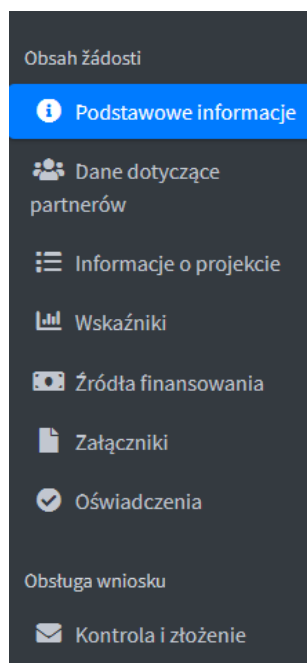 Obsah žádosti
Podstawowe informacje
Dane dotyczące
partnerów
Informacje o projekcie
Wskaźniki
Źródła finansowania
Załączniki
Oświadczenia
Obsługa wniosku
Kontrola i złożenie